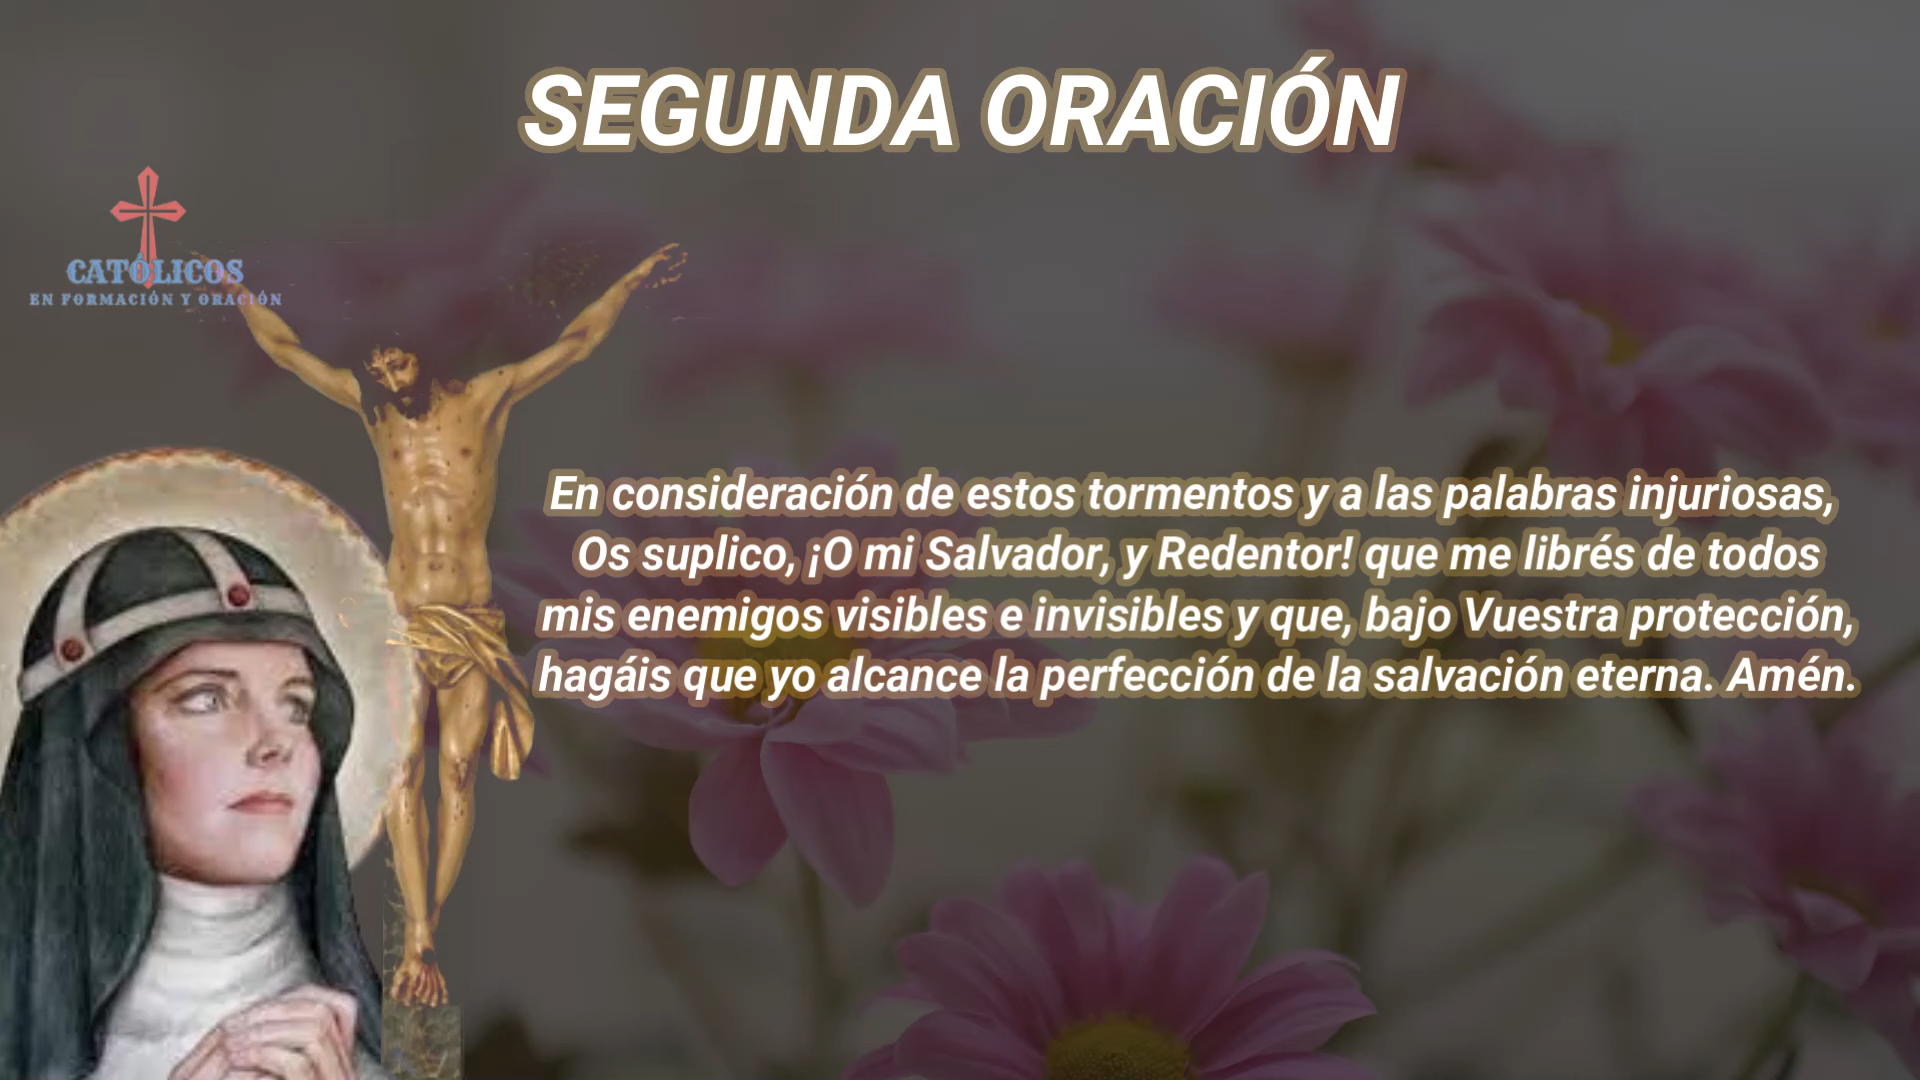 SEGUNDA ORACIÓN
CATÓLICOS
EN FORMACIÓN Y ORACIÓN
En consideración de estos tormentos y a las palabras injuriosas,
Os suplico, ¡O mi Salvador, y Redentor! que me librés de todos
mis enemigos visibles e invisibles y que, bajo Vuestra protección,
hagáis que yo alcance la perfección de la salvación eterna. Amén.